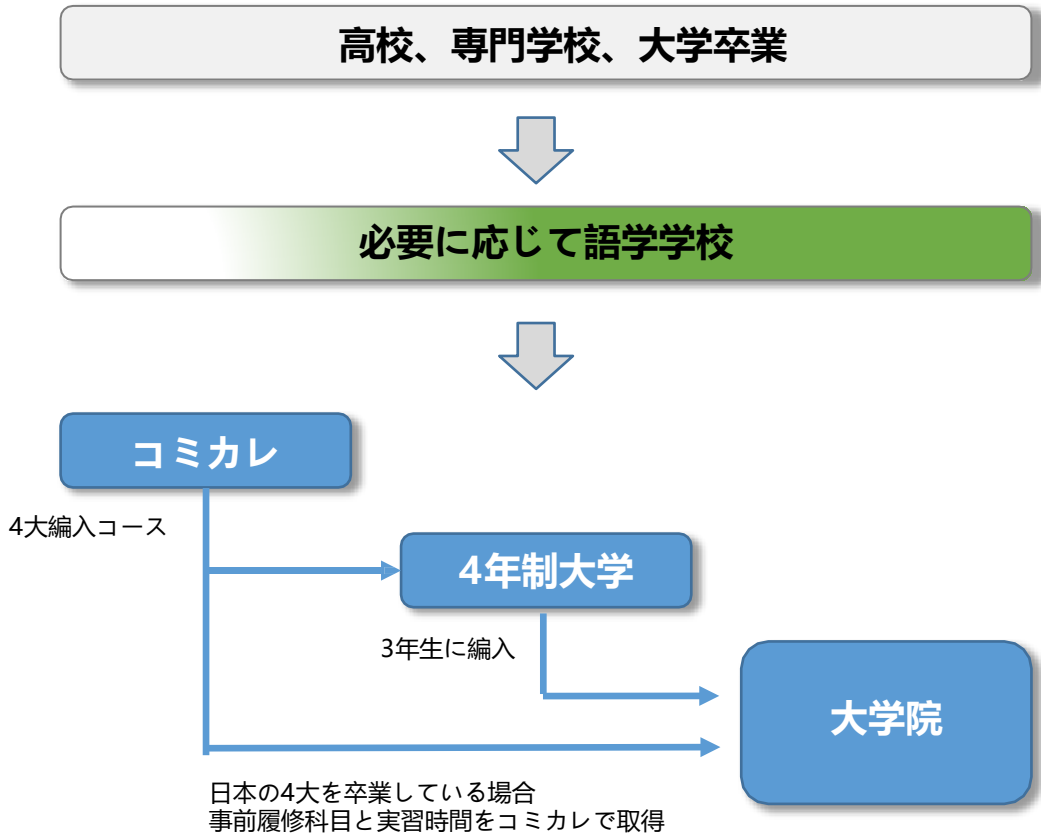 高校、専門学校、大学卒業
必要に応じて語学学校
コミカレ
4大編入コース
4年制大学
3年生に編入
大学院
日本の4大を卒業している場合
事前履修科目と実習時間をコミカレで取得